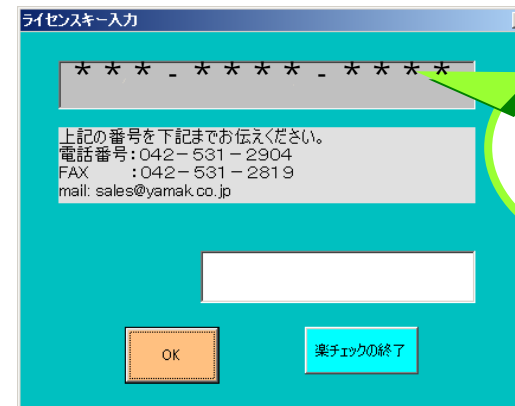 ライセンスキー入力
***-****-****
上記の番号を下記までお伝えください。
電話番号:042-531-2904
FAX　　:042-531-2819
mail: sales@yamak.co.jp
OK
楽チェックの終了